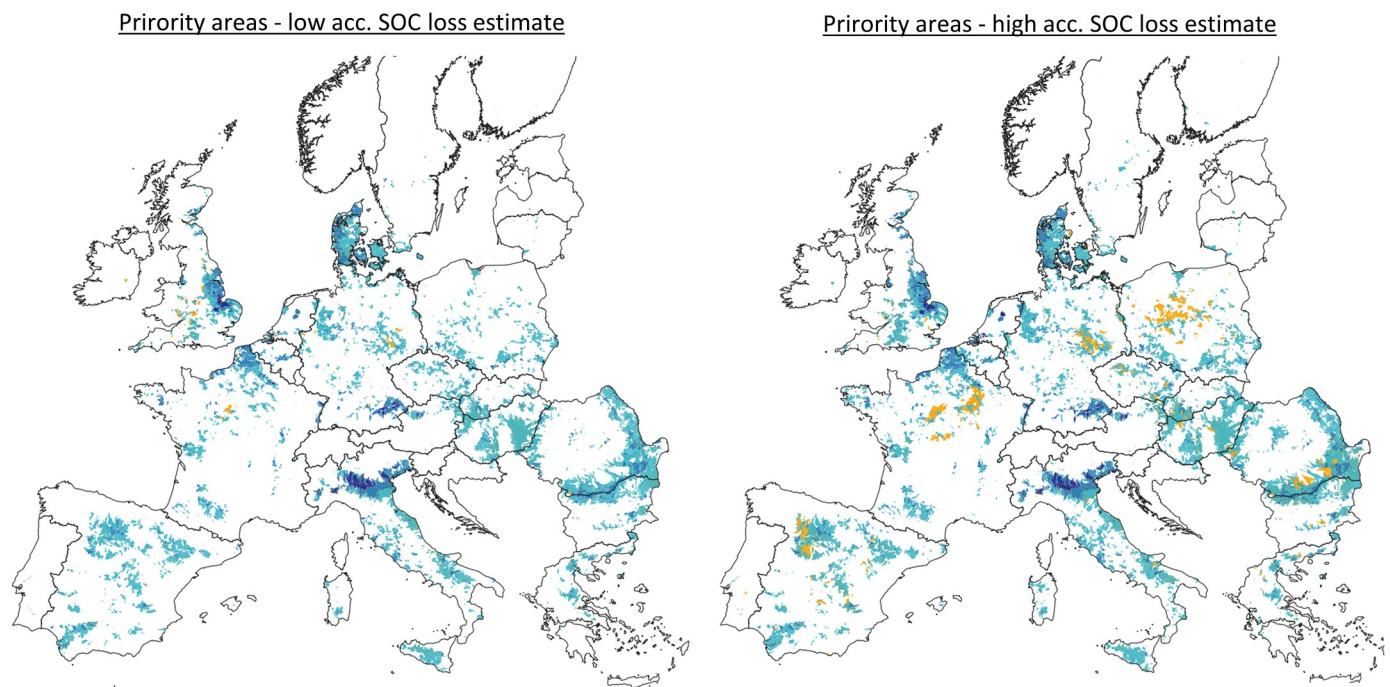 Prirority areas - low acc. SOC loss estimate
Prirority areas - high acc. SOC loss estimate